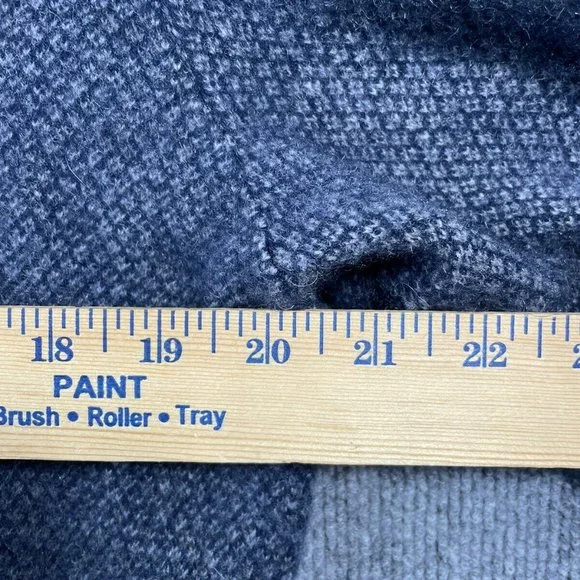 18 19 20 21 22
PAINT
Brush • Roller • Tray